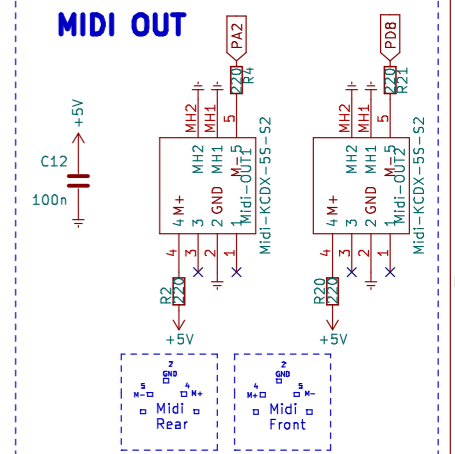 MIDI OUT
PA2
PD8
220
R4
220
R21
MH2
MH1
5
MH2
MH1
5
+5V
C12
100n
MH2
MH1
M- 5
M+ 4
3
GND 2
1
Midi-OUT1
Midi-KCDX-5S-S2
MH2
MH1
M- 5
M+ 4
3
GND 2
1
Midi-OUT2
Midi-KCDX-5S-S2
4
3
2
1
4
3
2
1
R2
220
R20
220
+5V
+5V
2
GND
5
M-
4
M+
Midi
Rear
2
GND
4
M+
5
M-
Midi
Front